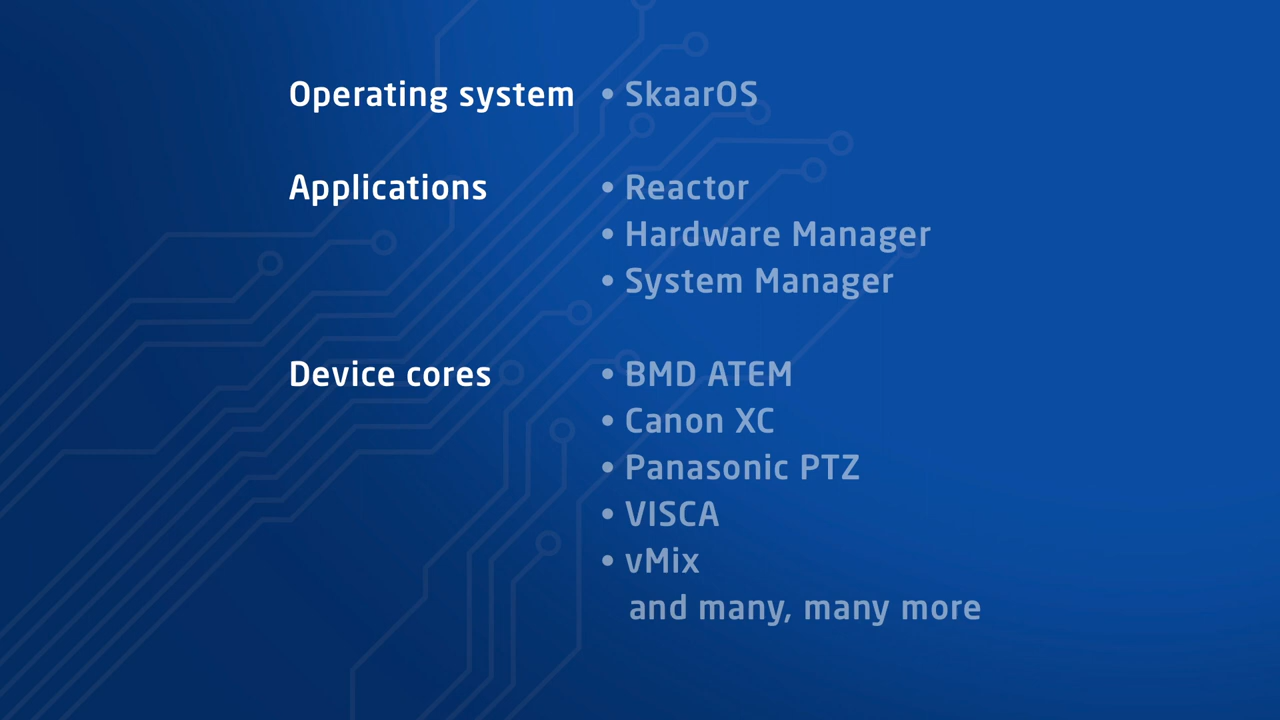 Operating system • SkaarOS
Applications • Reactor
• Hardware Manager
• System Manager
Device cores • BMD ATEM
• Canon XC
• Panasonic PTZ
• VISCA
• vMix
and many, many more